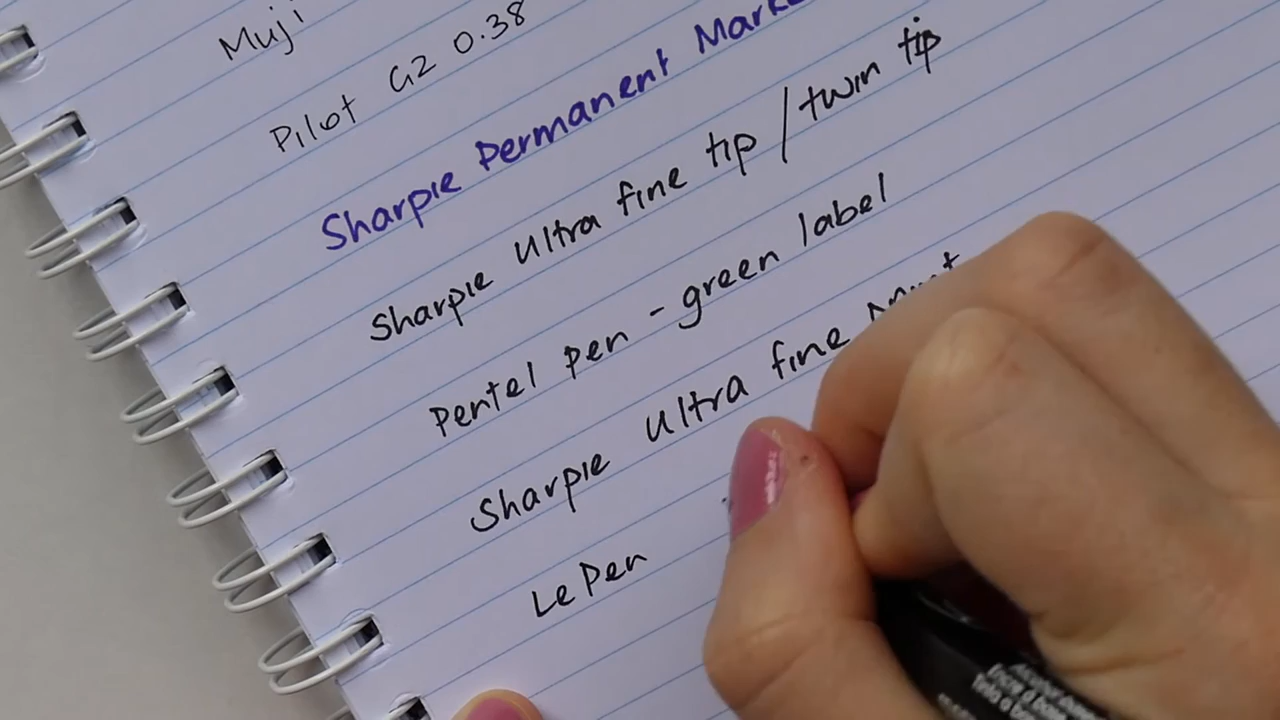 Muji
Pilot G2 0.38
Sharpie Permanent
Sharpie Ultra fine tip / twin tip
Pentel pen - green label
Sharpie Ultra fine
Le Pen